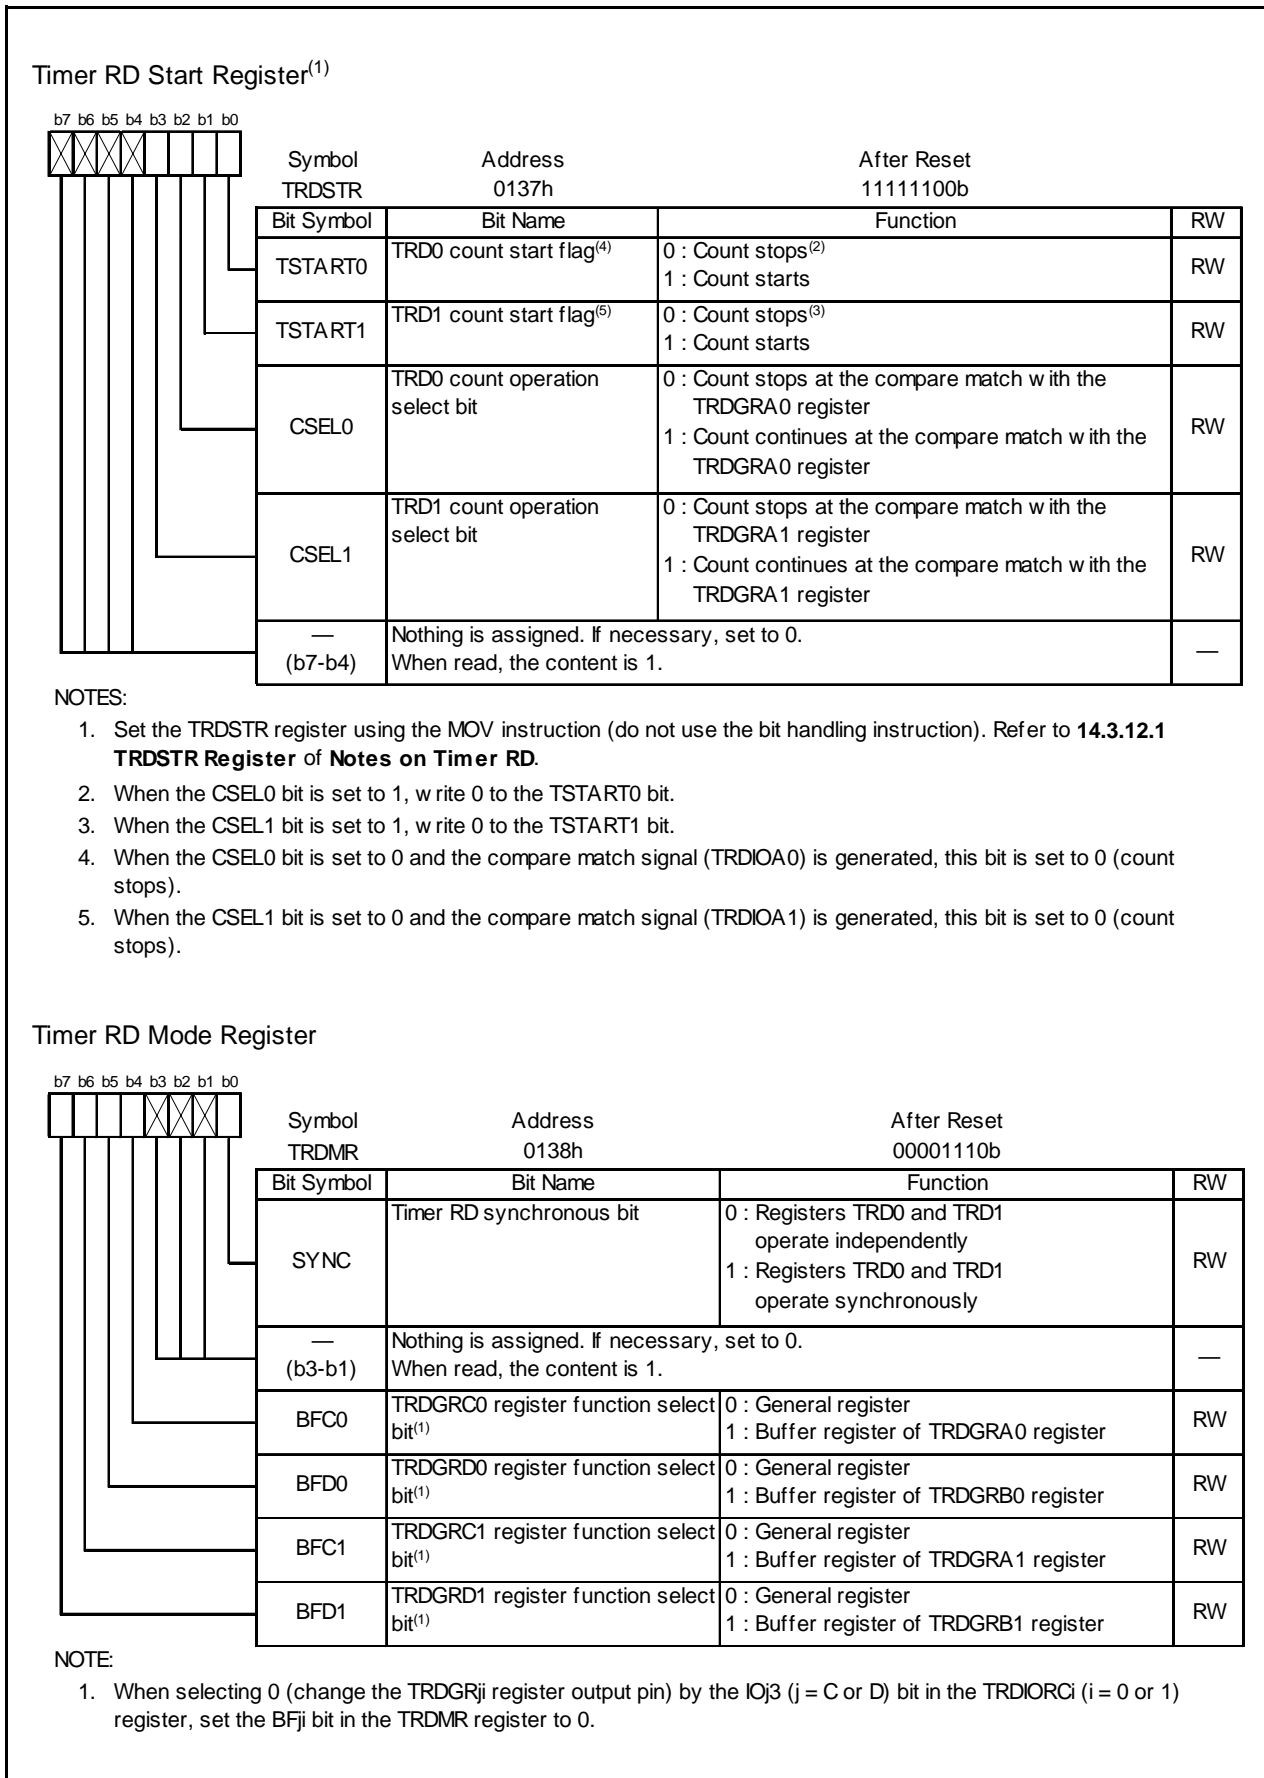 Timer RD Start Register(1)
b7 b6 b5 b4 b3 b2 b1 b0
Symbol Address After Reset
TRDSTR 0137h 11111100b
Bit Symbol Bit Name Function RW
TSTART0 TRD0 count start flag(4) 0 : Count stops(2) RW
1 : Count starts
TSTART1 TRD1 count start flag(5) 0 : Count stops(3) RW
1 : Count starts
CSEL0 TRD0 count operation 0 : Count stops at the compare match with the RW
select bit TRDGRA0 register
1 : Count continues at the compare match with the
TRDGRA0 register
CSEL1 TRD1 count operation 0 : Count stops at the compare match with the RW
select bit TRDGRA1 register
1 : Count continues at the compare match with the
TRDGRA1 register
— Nothing is assigned. If necessary, set to 0. —
(b7-b4) When read, the content is 1.
NOTES:
1. Set the TRDSTR register using the MOV instruction (do not use the bit handling instruction). Refer to 14.3.12.1
TRDSTR Register of Notes on Timer RD.
2. When the CSEL0 bit is set to 1, write 0 to the TSTART0 bit.
3. When the CSEL1 bit is set to 1, write 0 to the TSTART1 bit.
4. When the CSEL0 bit is set to 0 and the compare match signal (TRDIOA0) is generated, this bit is set to 0 (count
stops).
5. When the CSEL1 bit is set to 0 and the compare match signal (TRDIOA1) is generated, this bit is set to 0 (count
stops).
Timer RD Mode Register
b7 b6 b5 b4 b3 b2 b1 b0
Symbol Address After Reset
TRDMR 0138h 00001110b
Bit Symbol Bit Name Function RW
SYNC Timer RD synchronous bit 0 : Registers TRD0 and TRD1 RW
operate independently
1 : Registers TRD0 and TRD1
operate synchronously
— Nothing is assigned. If necessary, set to 0. —
(b3-b1) When read, the content is 1.
BFC0 TRDGRC0 register function select 0 : General register RW
bit(1) 1 : Buffer register of TRDGRA0 register
BFD0 TRDGRD0 register function select 0 : General register RW
bit(1) 1 : Buffer register of TRDGRB0 register
BFC1 TRDGRC1 register function select 0 : General register RW
bit(1) 1 : Buffer register of TRDGRA1 register
BFD1 TRDGRD1 register function select 0 : General register RW
bit(1) 1 : Buffer register of TRDGRB1 register
NOTE:
1. When selecting 0 (change the TRDGRji register output pin) by the IOj3 (j = C or D) bit in the TRDIORCi (i = 0 or 1)
register, set the BFji bit in the TRDMR register to 0.